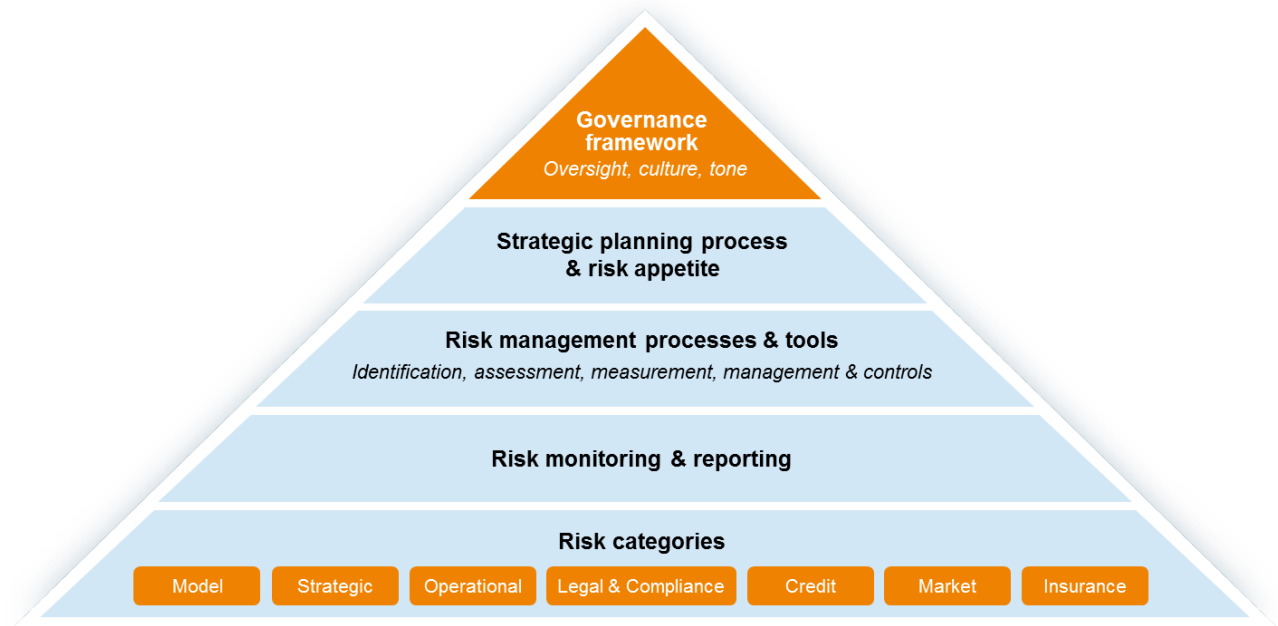 Governance
framework
Oversight, culture, tone
Strategic planning process
& risk appetite
Risk management processes & tools
Identification, assessment, measurement, management & controls
Risk monitoring & reporting
Risk categories
Model Strategic Operational Legal & Compliance Credit Market Insurance